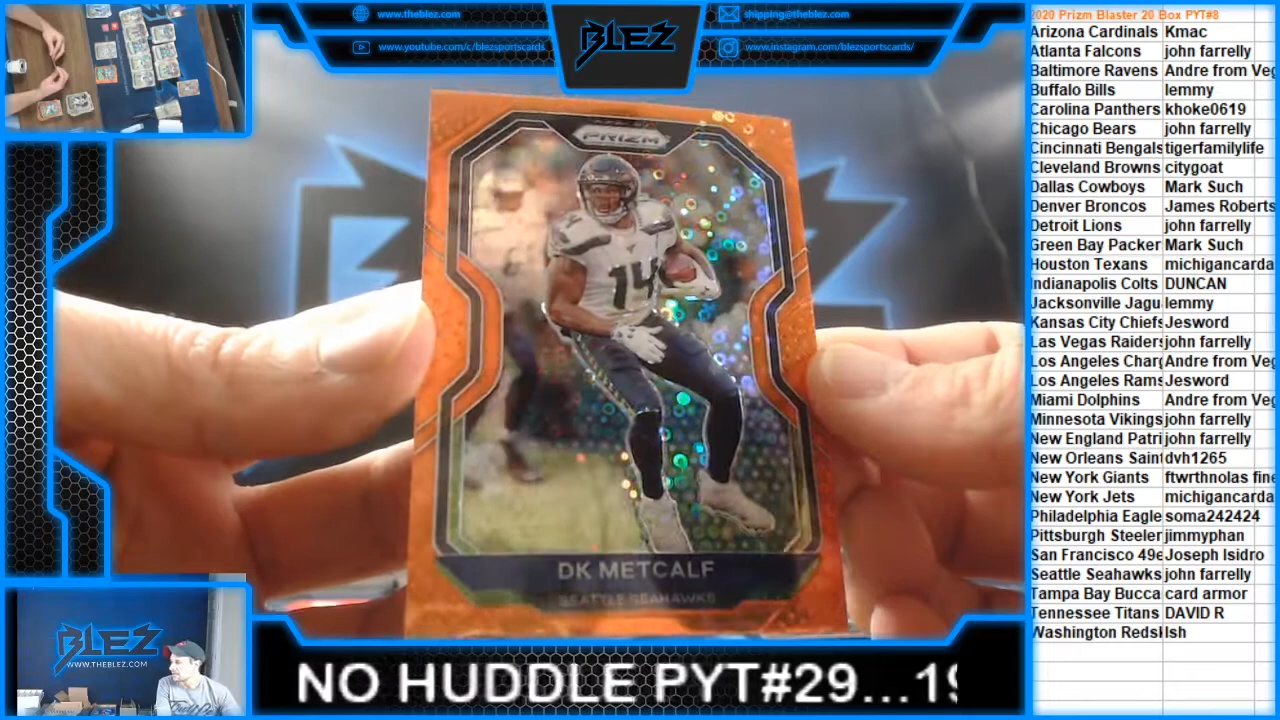 www.theblez.com
shipping@theblez.com
www.youtube.com/c/blezsportscards
www.instagram.com/blezsportscards/
BLEZ
PRIZM
14
14
DK METCALF
SEATTLE SEAHAWKS
BLEZ
WWW.THEBLEZ.COM
NO HUDDLE PYT#29...19
2020 Prizm Blaster 20 Box PYT#8
Arizona Cardinals Kmac
Atlanta Falcons john farrelly
Baltimore Ravens Andre from Veg
Buffalo Bills lemmy
Carolina Panthers khoke0619
Chicago Bears john farrelly
Cincinnati Bengals tigerfamilylife
Cleveland Browns citygoat
Dallas Cowboys Mark Such
Denver Broncos James Roberts
Detroit Lions john farrelly
Green Bay Packer Mark Such
Houston Texans michigancarda
Indianapolis Colts DUNCAN
Jacksonville Jagu lemmy
Kansas City Chiefs Jesword
Las Vegas Raiders john farrelly
Los Angeles Charg Andre from Veg
Los Angeles Rams Jesword
Miami Dolphins Andre from Veg
Minnesota Vikings john farrelly
New England Patri john farrelly
New Orleans Saint dvh1265
New York Giants ftwrthnolas fine
New York Jets michigancarda
Philadelphia Eagle soma242424
Pittsburgh Steeler jimmyphan
San Francisco 49e Joseph Isidro
Seattle Seahawks john farrelly
Tampa Bay Bucca card armor
Tennessee Titans DAVID R
Washington Redsk lsh